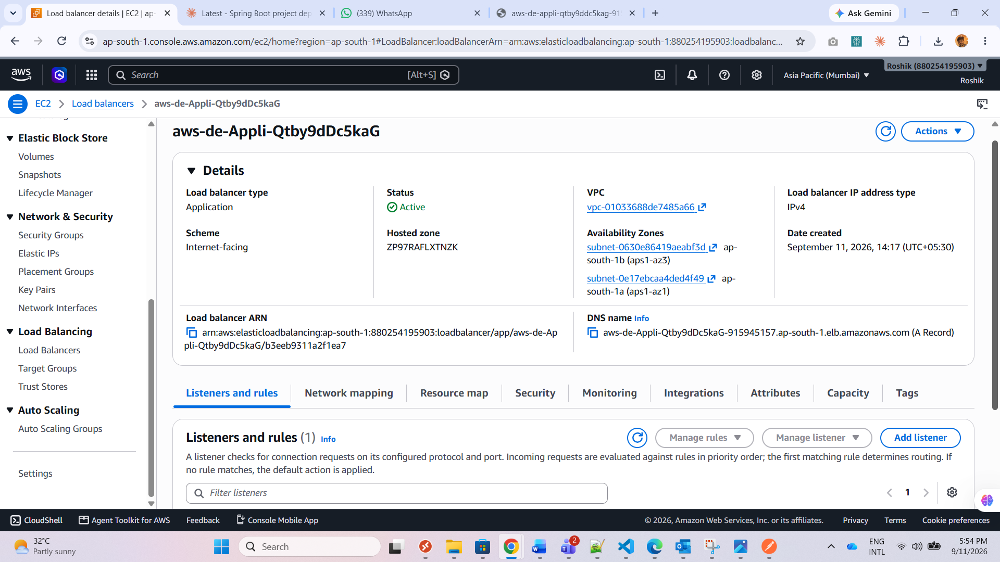 Load balancer details | EC2 | ap-
Latest - Spring Boot project dep
(339) WhatsApp
aws-de-appli-qtby9ddc5kag-91
Ask Gemini
ap-south-1.console.aws.amazon.com/ec2/home?region=ap-south-1#LoadBalancer:loadBalancerArn=arn:aws:elasticloadbalancing:ap-south-1:880254195903:loadbalanc...
aws
Search
[Alt+S]
Asia Pacific (Mumbai)
Roshik (880254195903)
Roshik
EC2
Load balancers
aws-de-Appli-Qtby9dDc5kaG
Elastic Block Store
Volumes
Snapshots
Lifecycle Manager
Network & Security
Security Groups
Elastic IPs
Placement Groups
Key Pairs
Network Interfaces
Load Balancing
Load Balancers
Target Groups
Trust Stores
Auto Scaling
Auto Scaling Groups
Settings
aws-de-Appli-Qtby9dDc5kaG
Actions
Details
Load balancer type
Application
Status
Active
VPC
vpc-01033688de7485a66
Load balancer IP address type
IPv4
Scheme
Internet-facing
Hosted zone
ZP97RAFLXTNZK
Availability Zones
subnet-0630e86419aeabf3d ap-
south-1b (aps1-az3)
subnet-0e17ebcaa4ded4f49 ap-
south-1a (aps1-az1)
Date created
September 11, 2026, 14:17 (UTC+05:30)
Load balancer ARN
arn:aws:elasticloadbalancing:ap-south-1:880254195903:loadbalancer/app/aws-de-Ap
pli-Qtby9dDc5kaG/b3eeb9311a2f1ea7
DNS name Info
aws-de-Appli-Qtby9dDc5kaG-915945157.ap-south-1.elb.amazonaws.com (A Record)
Listeners and rules
Network mapping
Resource map
Security
Monitoring
Integrations
Attributes
Capacity
Tags
Listeners and rules (1) Info
Manage rules
Manage listener
Add listener
A listener checks for connection requests on its configured protocol and port. Incoming requests are evaluated against rules in priority order; the first matching rule determines routing. If
no rule matches, the default action is applied.
Filter listeners
1
CloudShell
Agent Toolkit for AWS
Feedback
Console Mobile App
© 2026, Amazon Web Services, Inc. or its affiliates.
Privacy
Terms
Cookie preferences
32°C
Partly sunny
Search
2
ENG
INTL
5:54 PM
9/11/2026